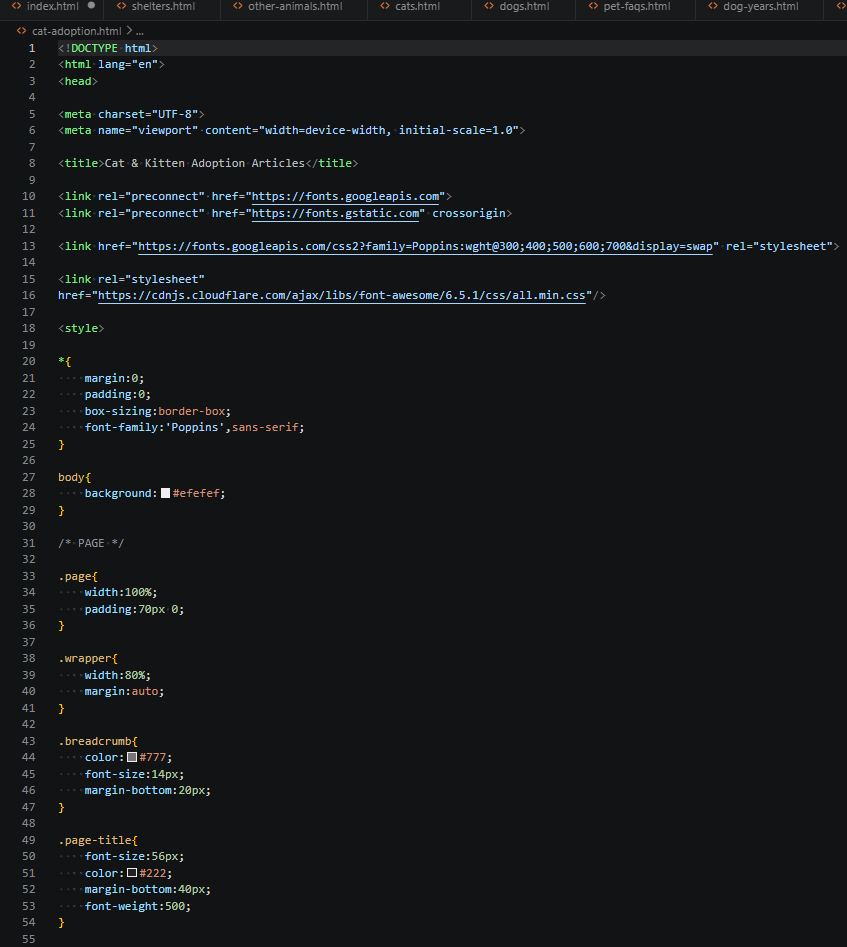 index.html shelters.html other-animals.html cats.html dogs.html pet-faqs.html dog-years.html
cat-adoption.html > ...
1 <!DOCTYPE html>
2 <html lang="en">
3 <head>
4
5 <meta charset="UTF-8">
6 <meta name="viewport" content="width=device-width, initial-scale=1.0">
7
8 <title>Cat & Kitten Adoption Articles</title>
9
10 <link rel="preconnect" href="https://fonts.googleapis.com">
11 <link rel="preconnect" href="https://fonts.gstatic.com" crossorigin>
12
13 <link href="https://fonts.googleapis.com/css2?family=Poppins:wght@300;400;500;600;700&display=swap" rel="stylesheet">
14
15 <link rel="stylesheet"
16 href="https://cdnjs.cloudflare.com/ajax/libs/font-awesome/6.5.1/css/all.min.css"/>
17
18 <style>
19
20 *{
21     margin:0;
22     padding:0;
23     box-sizing:border-box;
24     font-family:'Poppins',sans-serif;
25 }
26
27 body{
28     background:#efefef;
29 }
30
31 /* PAGE */
32
33 .page{
34     width:100%;
35     padding:70px 0;
36 }
37
38 .wrapper{
39     width:80%;
40     margin:auto;
41 }
42
43 .breadcrumb{
44     color:#777;
45     font-size:14px;
46     margin-bottom:20px;
47 }
48
49 .page-title{
50     font-size:56px;
51     color:#222;
52     margin-bottom:40px;
53     font-weight:500;
54 }
55